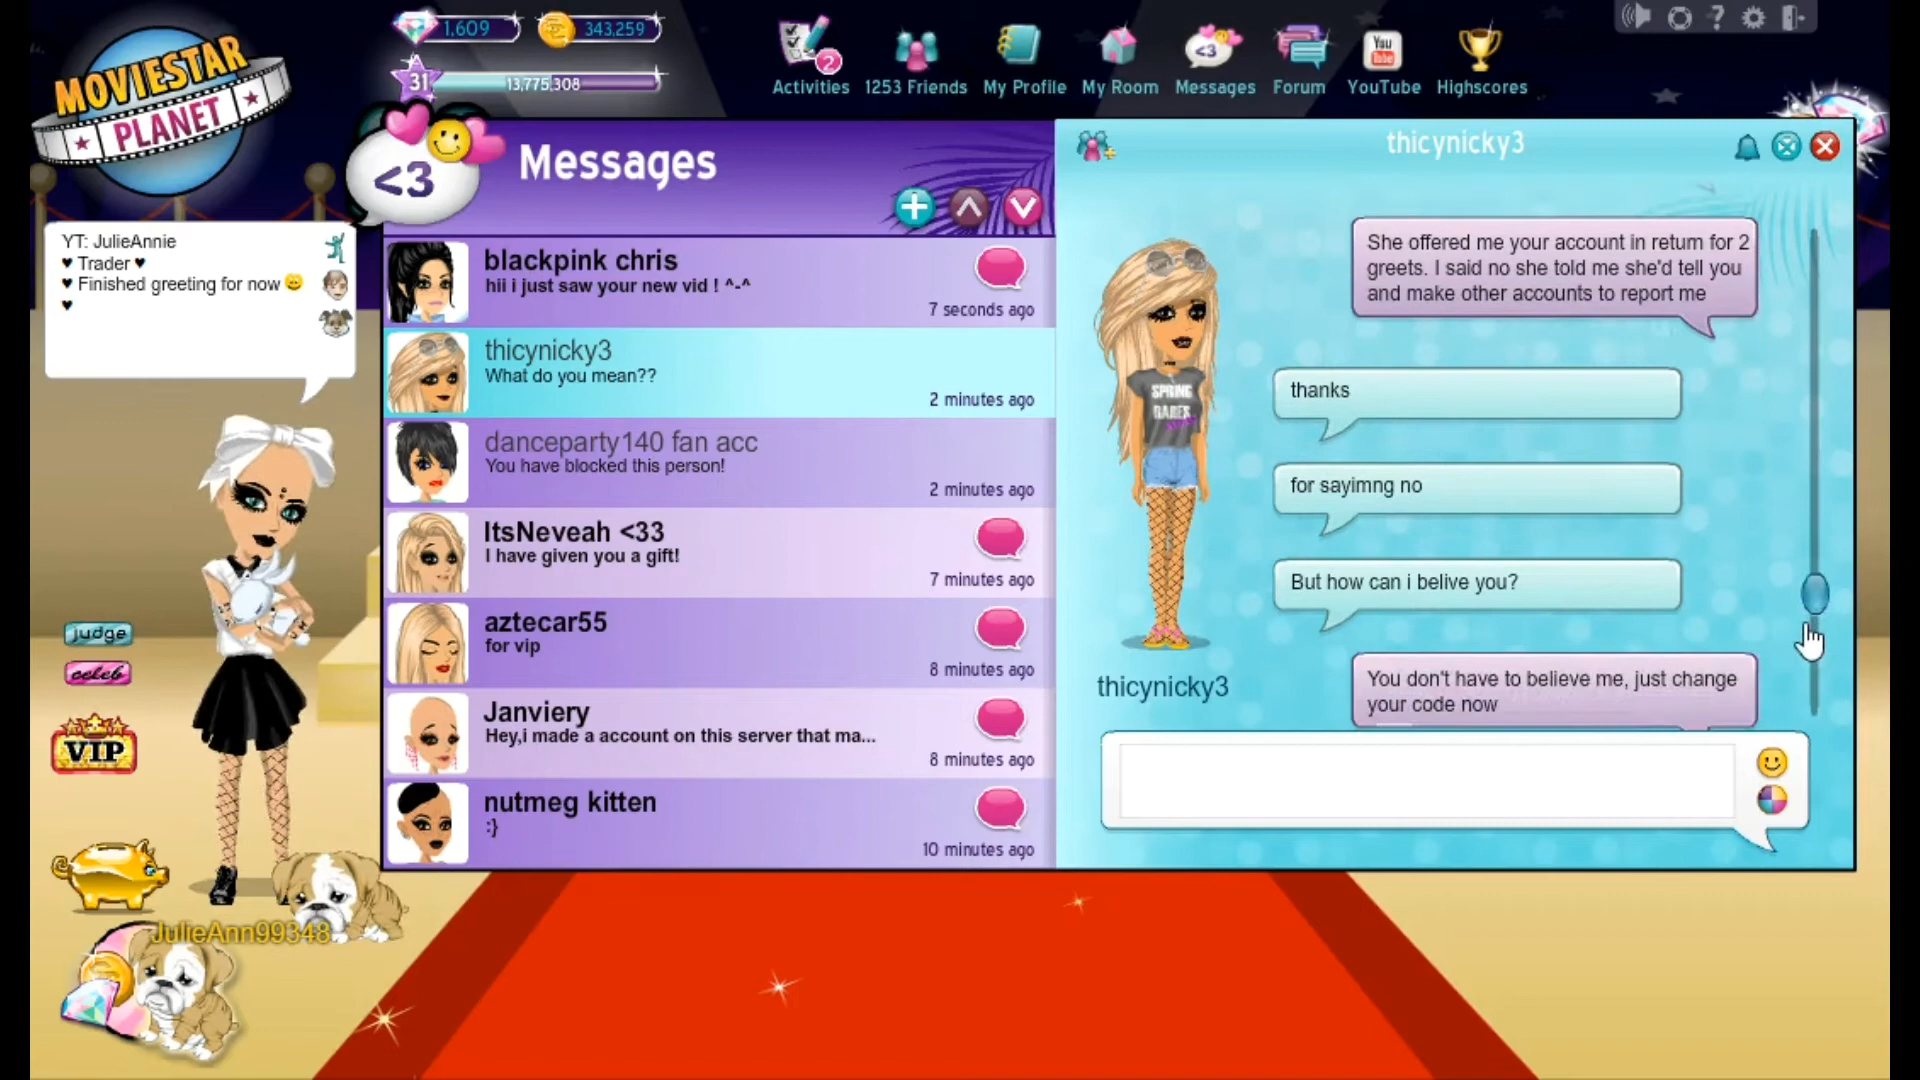 MOVIESTAR
PLANET
1,609
343,259
31
13,775,308
2
<3
Activities
1253 Friends
My Profile
My Room
Messages
Forum
You
Tube
YouTube
Highscores
?
YT: JulieAnnie
♥ Trader ♥
♥ Finished greeting for now 😊
♥
judge
celeb
VIP
JulieAnn99348
<3
Messages
blackpink chris
hii i just saw your new vid ! ^-^
7 seconds ago
thicynicky3
What do you mean??
2 minutes ago
danceparty140 fan acc
You have blocked this person!
2 minutes ago
ItsNeveah <33
I have given you a gift!
7 minutes ago
aztecar55
for vip
8 minutes ago
Janviery
Hey,i made a account on this server that ma...
8 minutes ago
nutmeg kitten
:}
10 minutes ago
thicynicky3
She offered me your account in return for 2
greets. I said no she told me she'd tell you
and make other accounts to report me
thanks
for sayimng no
But how can i belive you?
You don't have to believe me, just change
your code now
SPRING
BABES
thicynicky3